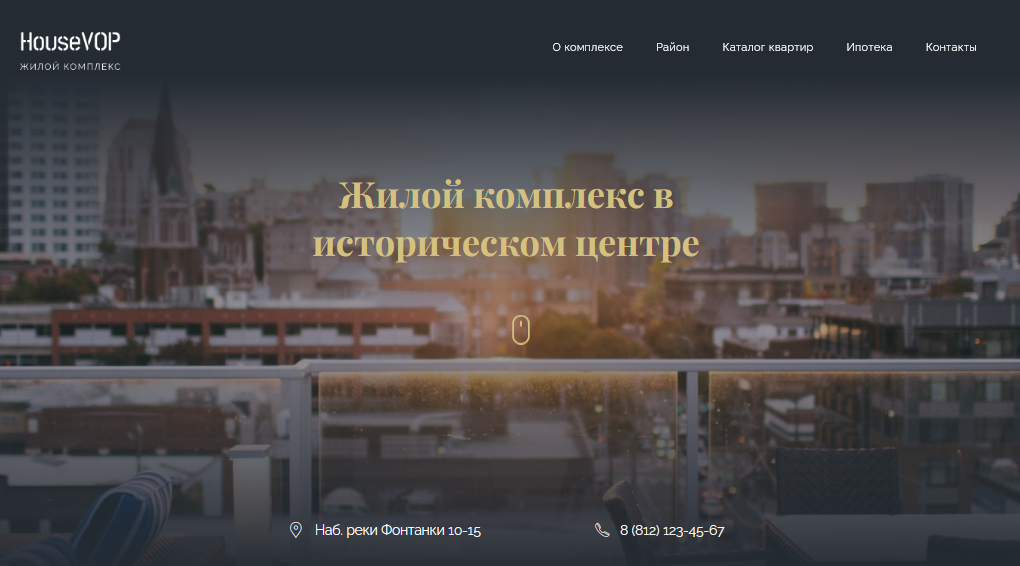 HouseVOP
ЖИЛОЙ КОМПЛЕКС
О комплексе
Район
Каталог квартир
Ипотека
Контакты
Жилой комплекс в
историческом центре
Наб. реки Фонтанки 10-15
8 (812) 123-45-67